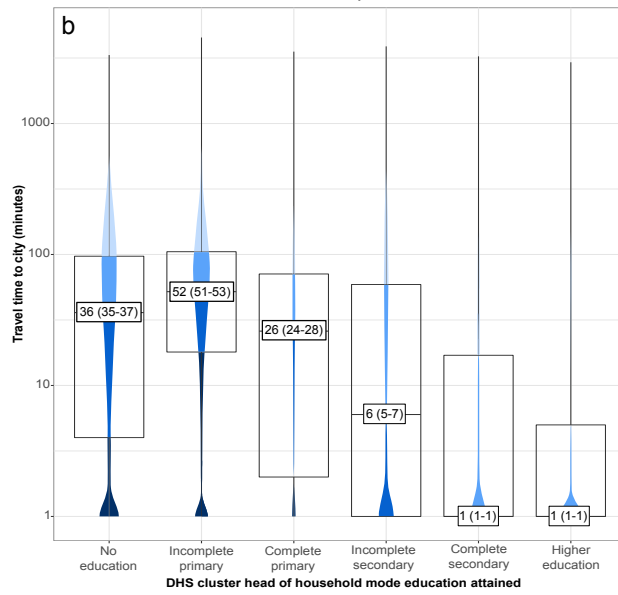 b
Travel time to city (minutes)
1000
100
10
1
36 (35-37)
52 (51-53)
26 (24-28)
6 (5-7)
1 (1-1)
1 (1-1)
No
education
Incomplete
primary
Complete
primary
Incomplete
secondary
Complete
secondary
Higher
education
DHS cluster head of household mode education attained